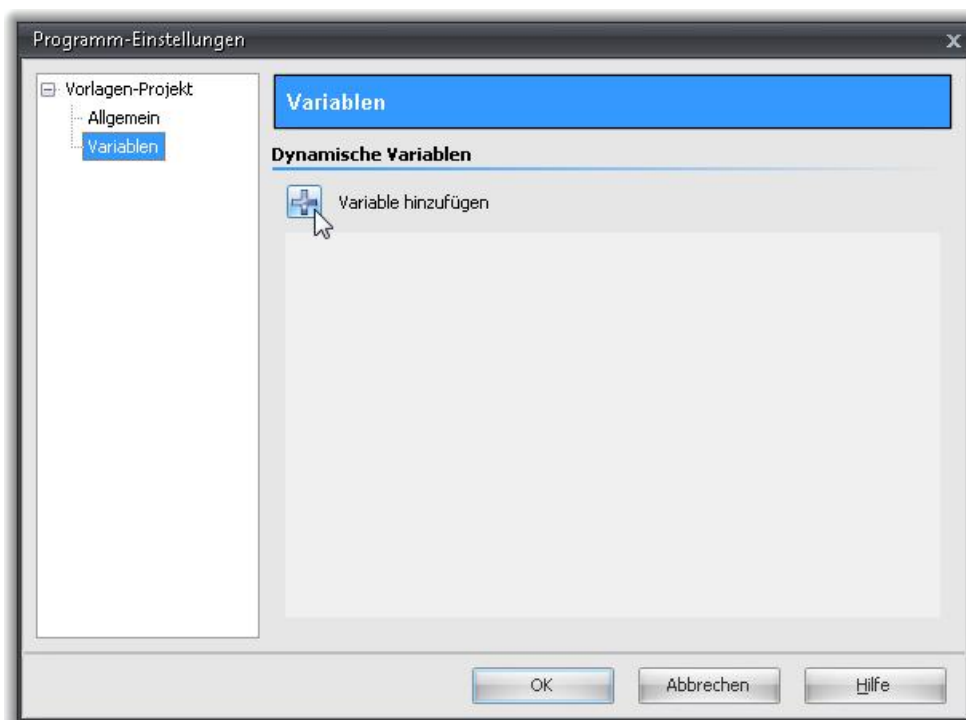 Programm-Einstellungen
Vorlagen-Projekt
Allgemein
Variablen
Variablen
Dynamische Variablen
Variable hinzufügen
OK
Abbrechen
Hilfe